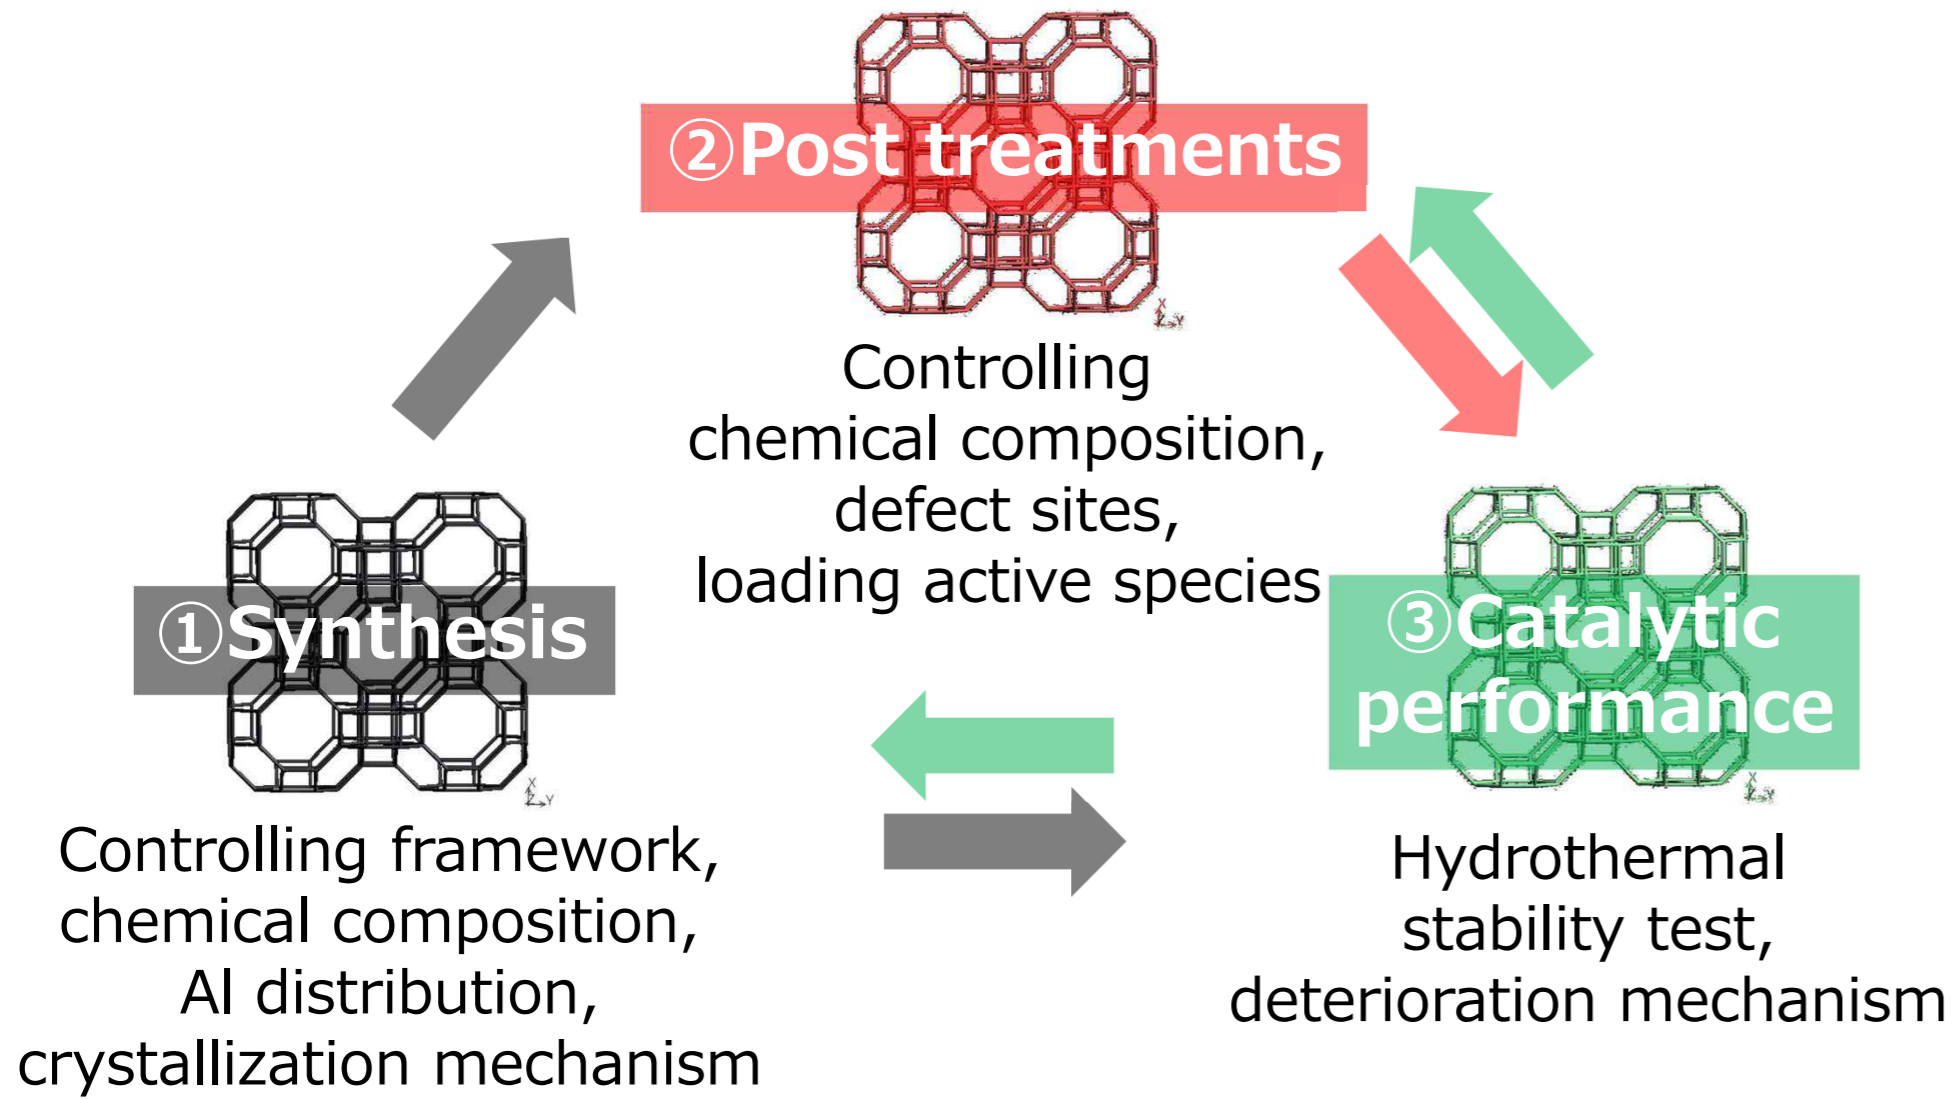 ②Post treatments
Controlling
chemical composition,
defect sites,
loading active species
①Synthesis
Controlling framework,
chemical composition,
Al distribution,
crystallization mechanism
③Catalytic
performance
Hydrothermal
stability test,
deterioration mechanism
X
Z Y
X
Z Y
X
Z Y